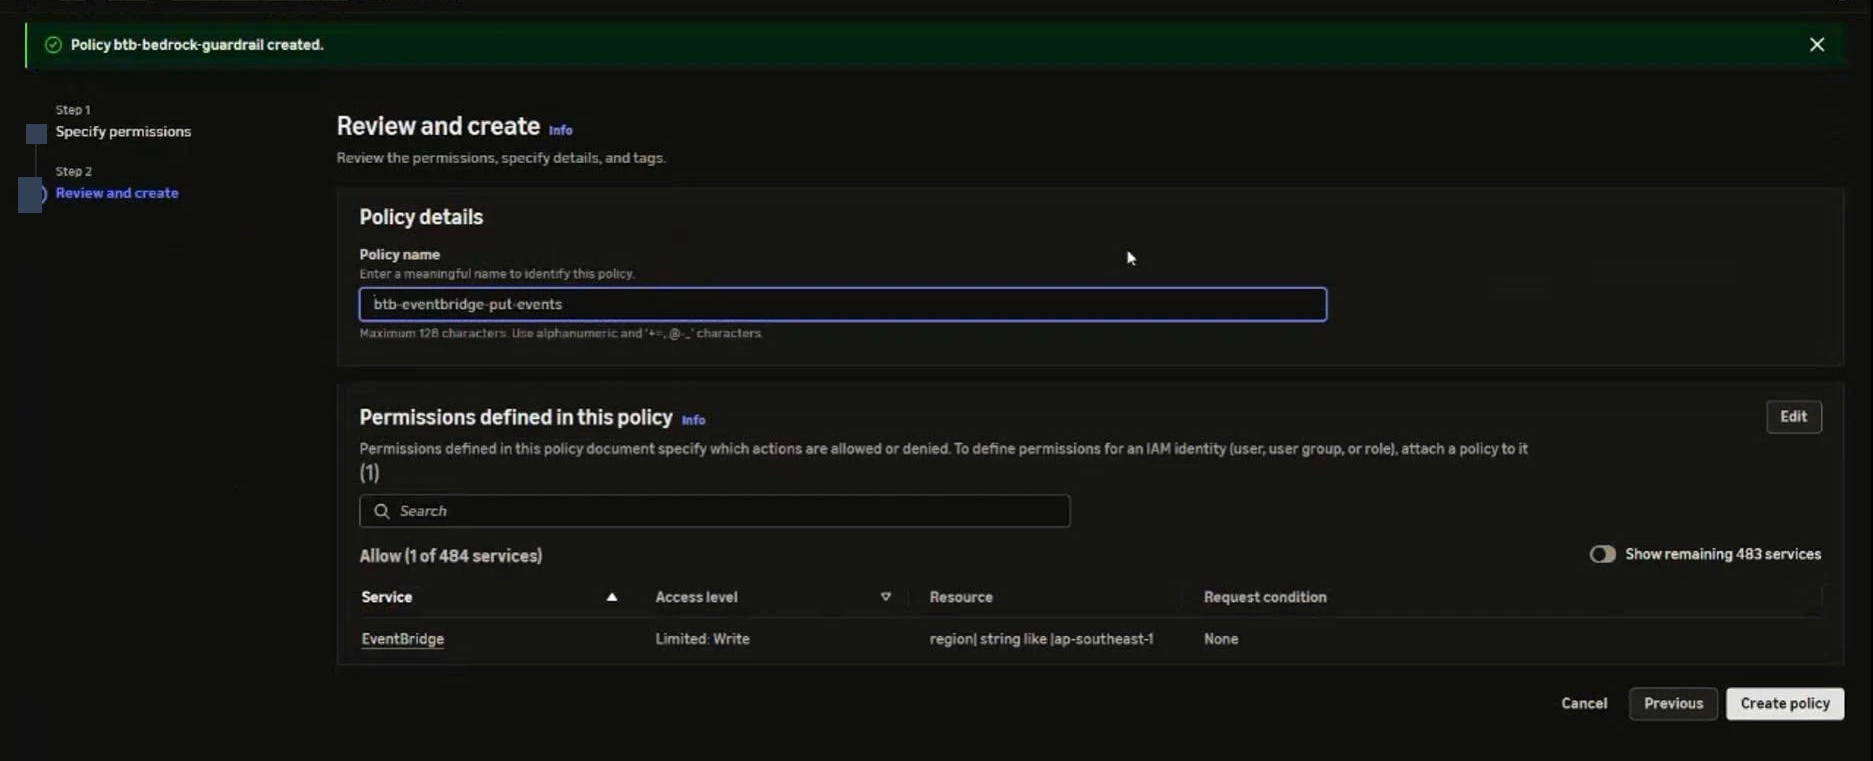 Policy btb-bedrock-guardrail created.
Step 1
Specify permissions
Step 2
Review and create
Review and create Info
Review the permissions, specify details, and tags.
Policy details
Policy name
Enter a meaningful name to identify this policy.
btb-eventbridge-put-events
Maximum 128 characters. Use alphanumeric and '+=,.@-_' characters.
Permissions defined in this policy Info
Edit
Permissions defined in this policy document specify which actions are allowed or denied. To define permissions for an IAM identity (user, user group, or role), attach a policy to it
(1)
Search
Allow (1 of 484 services)
Show remaining 483 services
Service Access level Resource Request condition
EventBridge Limited: Write region| string like |ap-southeast-1 None
Cancel Previous Create policy